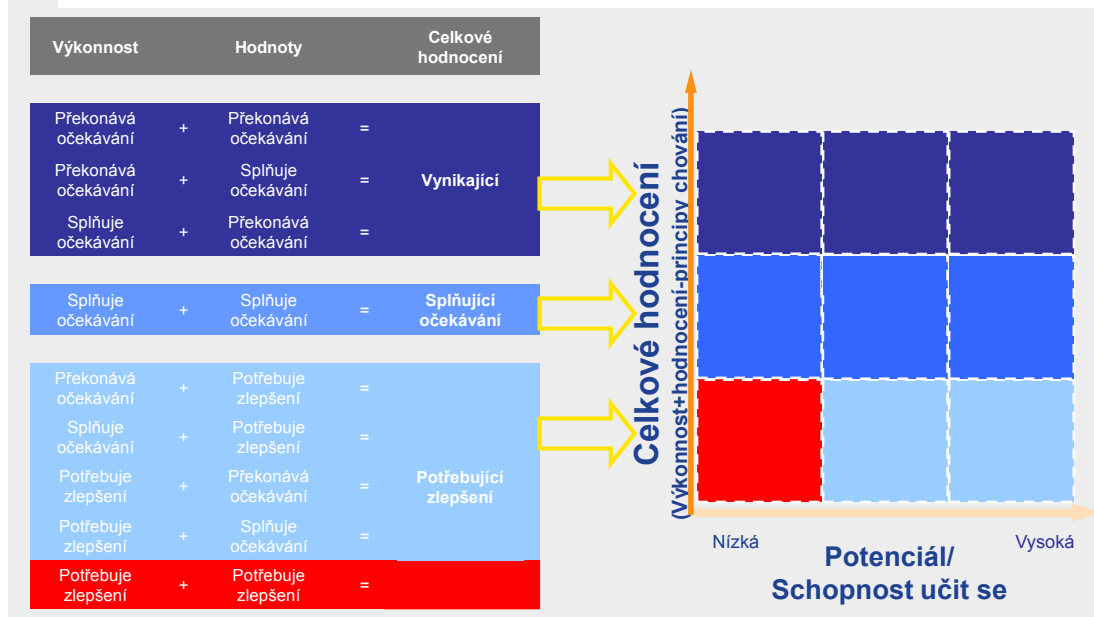 Výkonnost Hodnoty Celkové hodnocení
Překonává očekávání + Překonává očekávání =
Překonává očekávání + Splňuje očekávání = Vynikající
Splňuje očekávání + Překonává očekávání =
Splňuje očekávání + Splňuje očekávání = Splňující očekávání
Překonává očekávání + Potřebuje zlepšení =
Splňuje očekávání + Potřebuje zlepšení =
Potřebuje zlepšení + Překonává očekávání = Potřebující zlepšení
Potřebuje zlepšení + Splňuje očekávání =
Potřebuje zlepšení + Potřebuje zlepšení =
Celkové hodnocení
(Výkonnost+hodnocení-principy chování)
Nízká
Vysoká
Potenciál/
Schopnost učit se